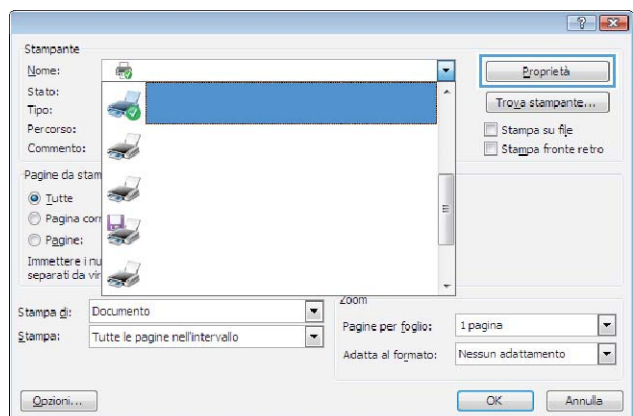 Stampante
Nome:
Proprietà
Stato:
Tipo:
Trova stampante...
Percorso:
Stampa su file
Commento:
Stampa fronte retro
Pagine da stam
Tutte
Pagina corr
Pagine:
Immettere i nu
separati da vir
Zoom
Stampa di: Documento
Pagine per foglio: 1 pagina
Stampa: Tutte le pagine nell'intervallo
Adatta al formato: Nessun adattamento
Opzioni...
OK
Annulla